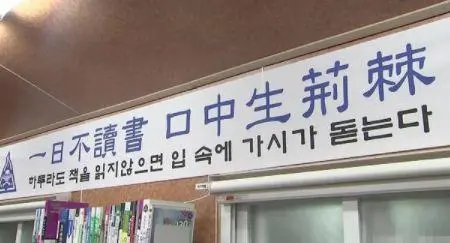 一日不讀書 口中生荊棘
하루라도 책을 읽지않으면 입 속에 가시가 돋는다